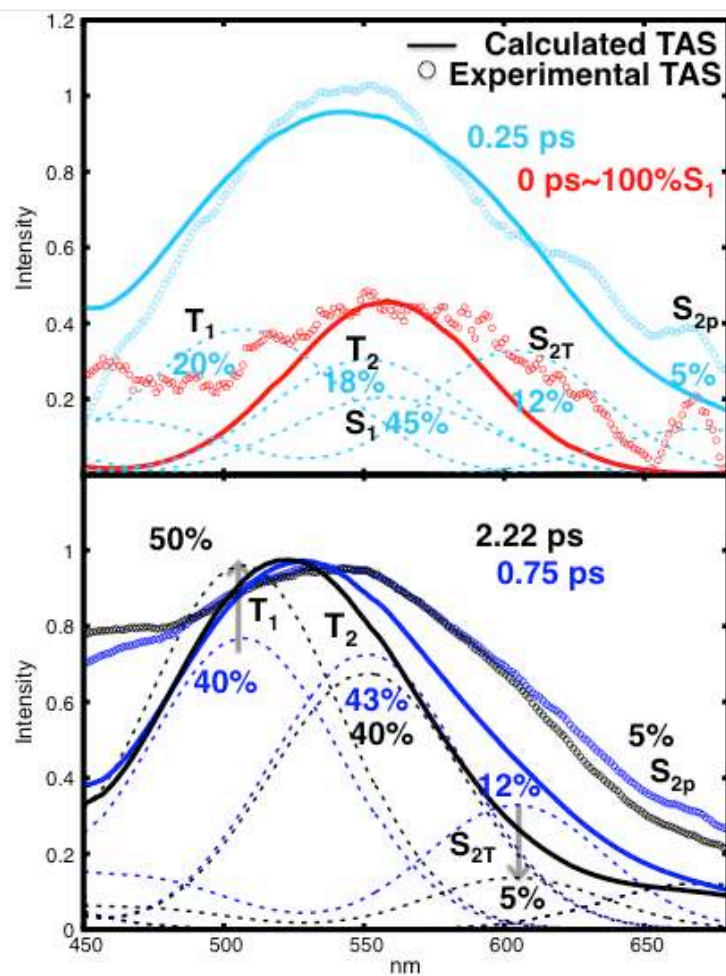 1.2
Calculated TAS
Experimental TAS
1
0.25 ps
0.8
0 ps~100%S₁
Intensity
0.6
S₂ₚ
0.4
T₁
T₂
S₂T
20%
18%
12%
5%
0.2
S₁
45%
50%
2.22 ps
1
0.75 ps
T₁
T₂
0.8
Intensity
40%
43%
0.6
40%
5%
S₂ₚ
0.4
12%
S₂T
0.2
5%
0
450
500
550
600
650
nm